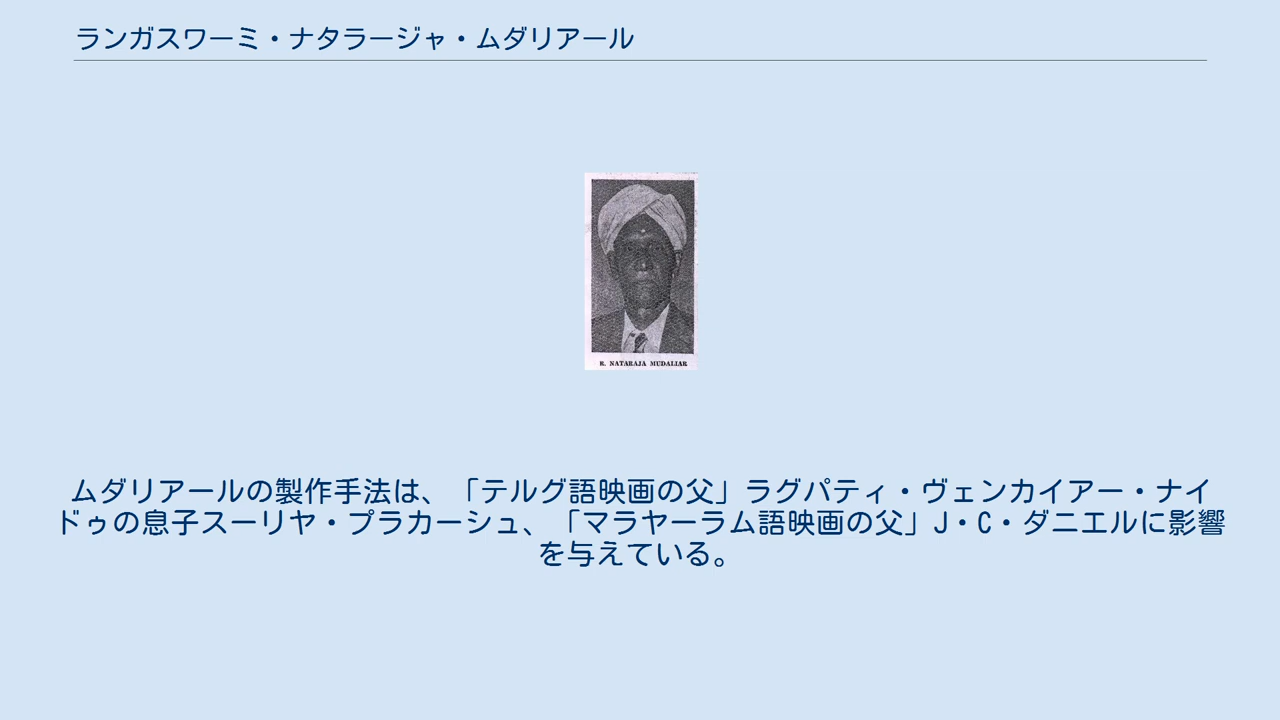 ランガスワーミ・ナタラージャ・ムダリアール
R. NATARAJA MUDALIAR
ムダリアールの製作手法は、「テルグ語映画の父」ラグパティ・ヴェンカイアー・ナイ
ドゥの息子スーリヤ・プラカーシュ、「マラヤーラム語映画の父」J・C・ダニエルに影響
を与えている。